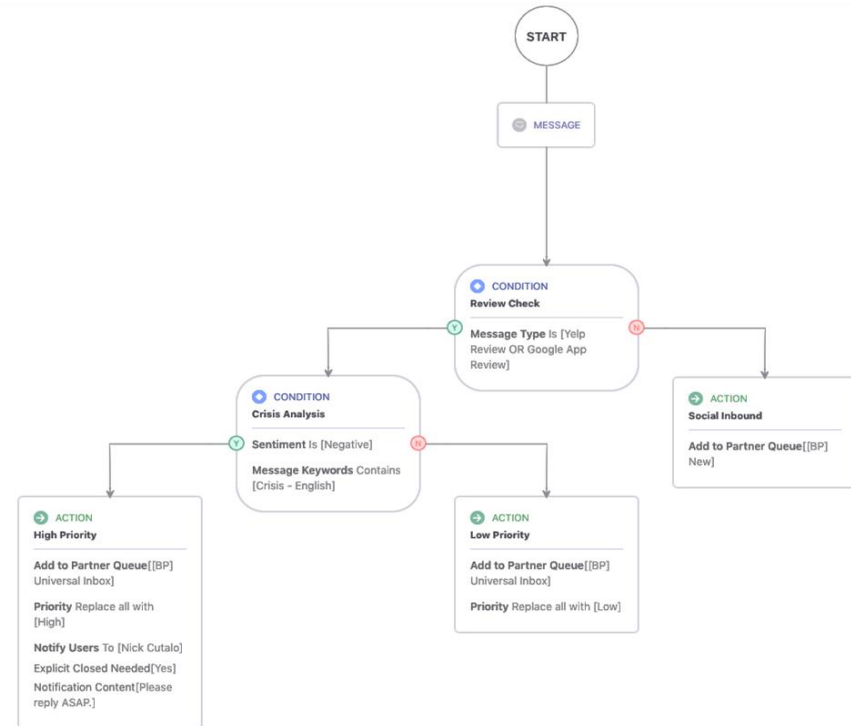 START
MESSAGE
CONDITION
Review Check
Message Type Is [Yelp
Review OR Google App
Review]
Y
N
CONDITION
Crisis Analysis
Sentiment Is [Negative]
Message Keywords Contains
[Crisis - English]
Y
N
ACTION
Social Inbound
Add to Partner Queue[[BP]
New]
ACTION
High Priority
Add to Partner Queue[[BP]
Universal Inbox]
Priority Replace all with
[High]
Notify Users To [Nick Cutalo]
Explicit Closed Needed[Yes]
Notification Content[Please
reply ASAP.]
ACTION
Low Priority
Add to Partner Queue[[BP]
Universal Inbox]
Priority Replace all with [Low]